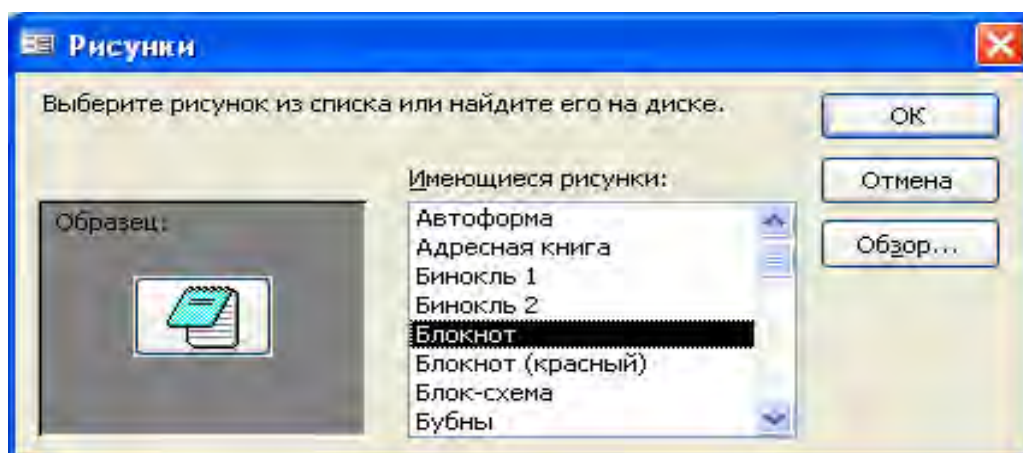 Рисунки
Выберите рисунок из списка или найдите его на диске.
ОК
Имеющиеся рисунки:
Отмена
Образец:
Автоформа
Адресная книга
Обзор...
Бинокль 1
Бинокль 2
Блокнот
Блокнот (красный)
Блок-схема
Бубны